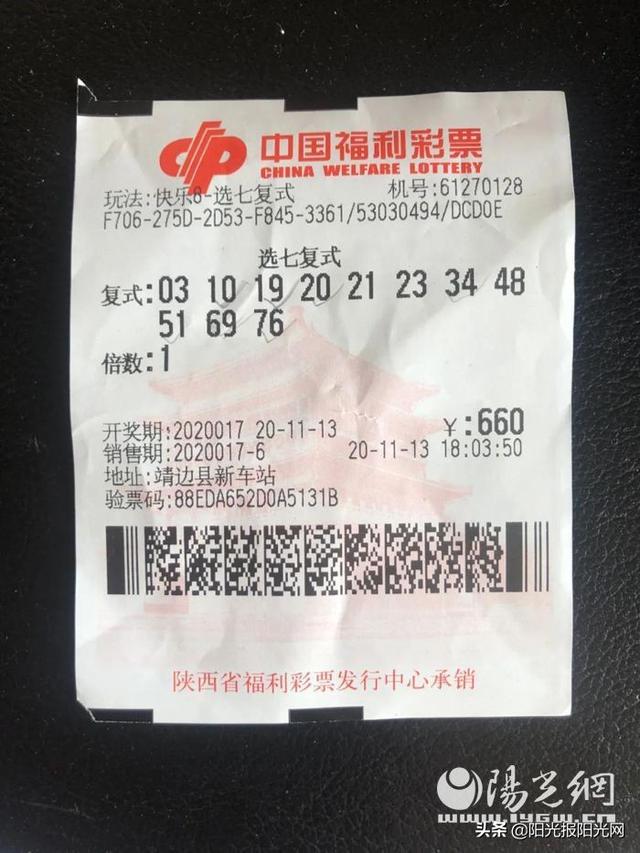 中国福利彩票
CHINA WELFARE LOTTERY
玩法:快乐8-选七复式 机号:61270128
F706-275D-2D53-F845-3361/53030494/DCD0E
选七复式
复式:03 10 19 20 21 23 34 48
51 69 76
倍数:1
开奖期:2020017 20-11-13 ¥:660
销售期:2020017-6 20-11-13 18:03:50
地址:靖边县新车站
验票码:88EDA652D0A5131B
陕西省福利彩票发行中心承销
陽光網
www.iygw.cn
头条 @阳光报阳光网